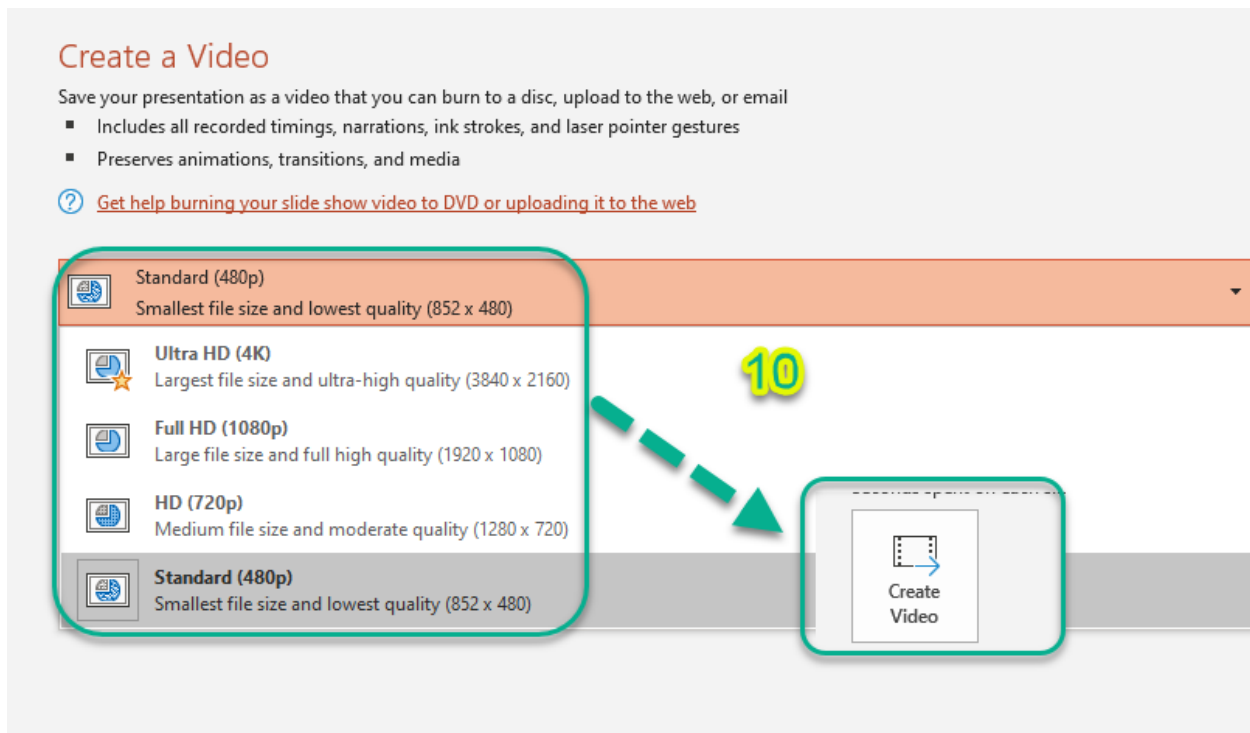 Create a Video
Save your presentation as a video that you can burn to a disc, upload to the web, or email
Includes all recorded timings, narrations, ink strokes, and laser pointer gestures
Preserves animations, transitions, and media
Get help burning your slide show video to DVD or uploading it to the web
Standard (480p)
Smallest file size and lowest quality (852 x 480)
Ultra HD (4K)
Largest file size and ultra-high quality (3840 x 2160)
Full HD (1080p)
Large file size and full high quality (1920 x 1080)
HD (720p)
Medium file size and moderate quality (1280 x 720)
Standard (480p)
Smallest file size and lowest quality (852 x 480)
10
Create
Video